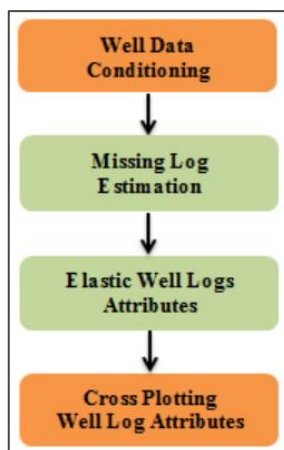 Well Data
Conditioning
Missing Log
Estimation
Elastic Well Logs
Attributes
Cross Plotting
Well Log Attributes